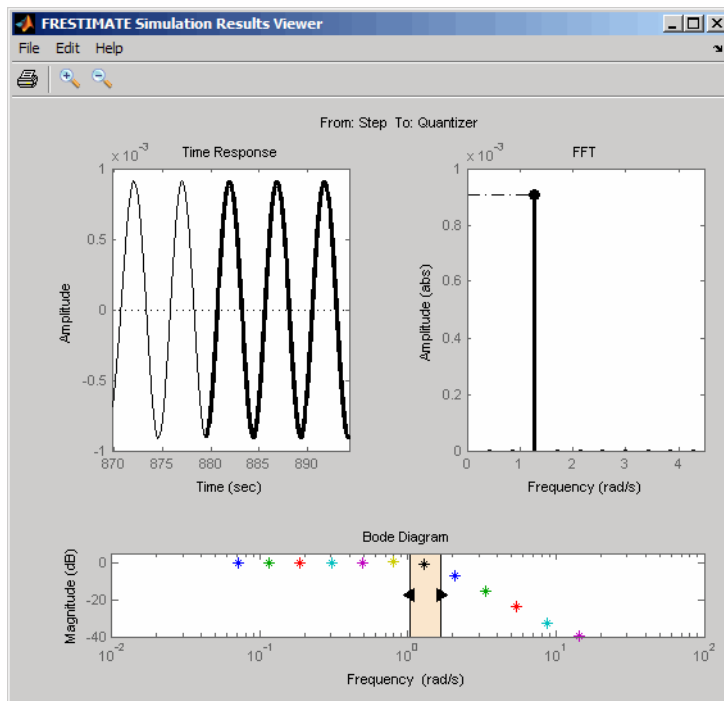 FRESTIMATE Simulation Results Viewer
File Edit Help
From: Step To: Quantizer
Time Response
x 10^-3
1
0.5
0
-0.5
-1
870 875 880 885 890
Amplitude
Time (sec)
FFT
x 10^-3
1
0.8
0.6
0.4
0.2
0
0 1 2 3 4
Amplitude (abs)
Frequency (rad/s)
Bode Diagram
0
-20
-40
Magnitude (dB)
10^-2 10^-1 10^0 10^1 10^2
Frequency (rad/s)